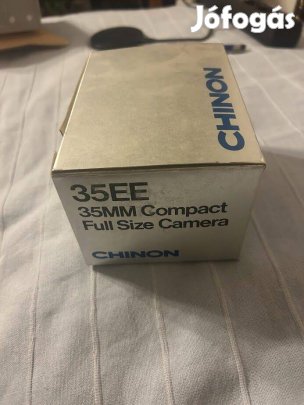 Jófogás
CHINON
35EE
35MM Compact
Full Size Camera
CHINON